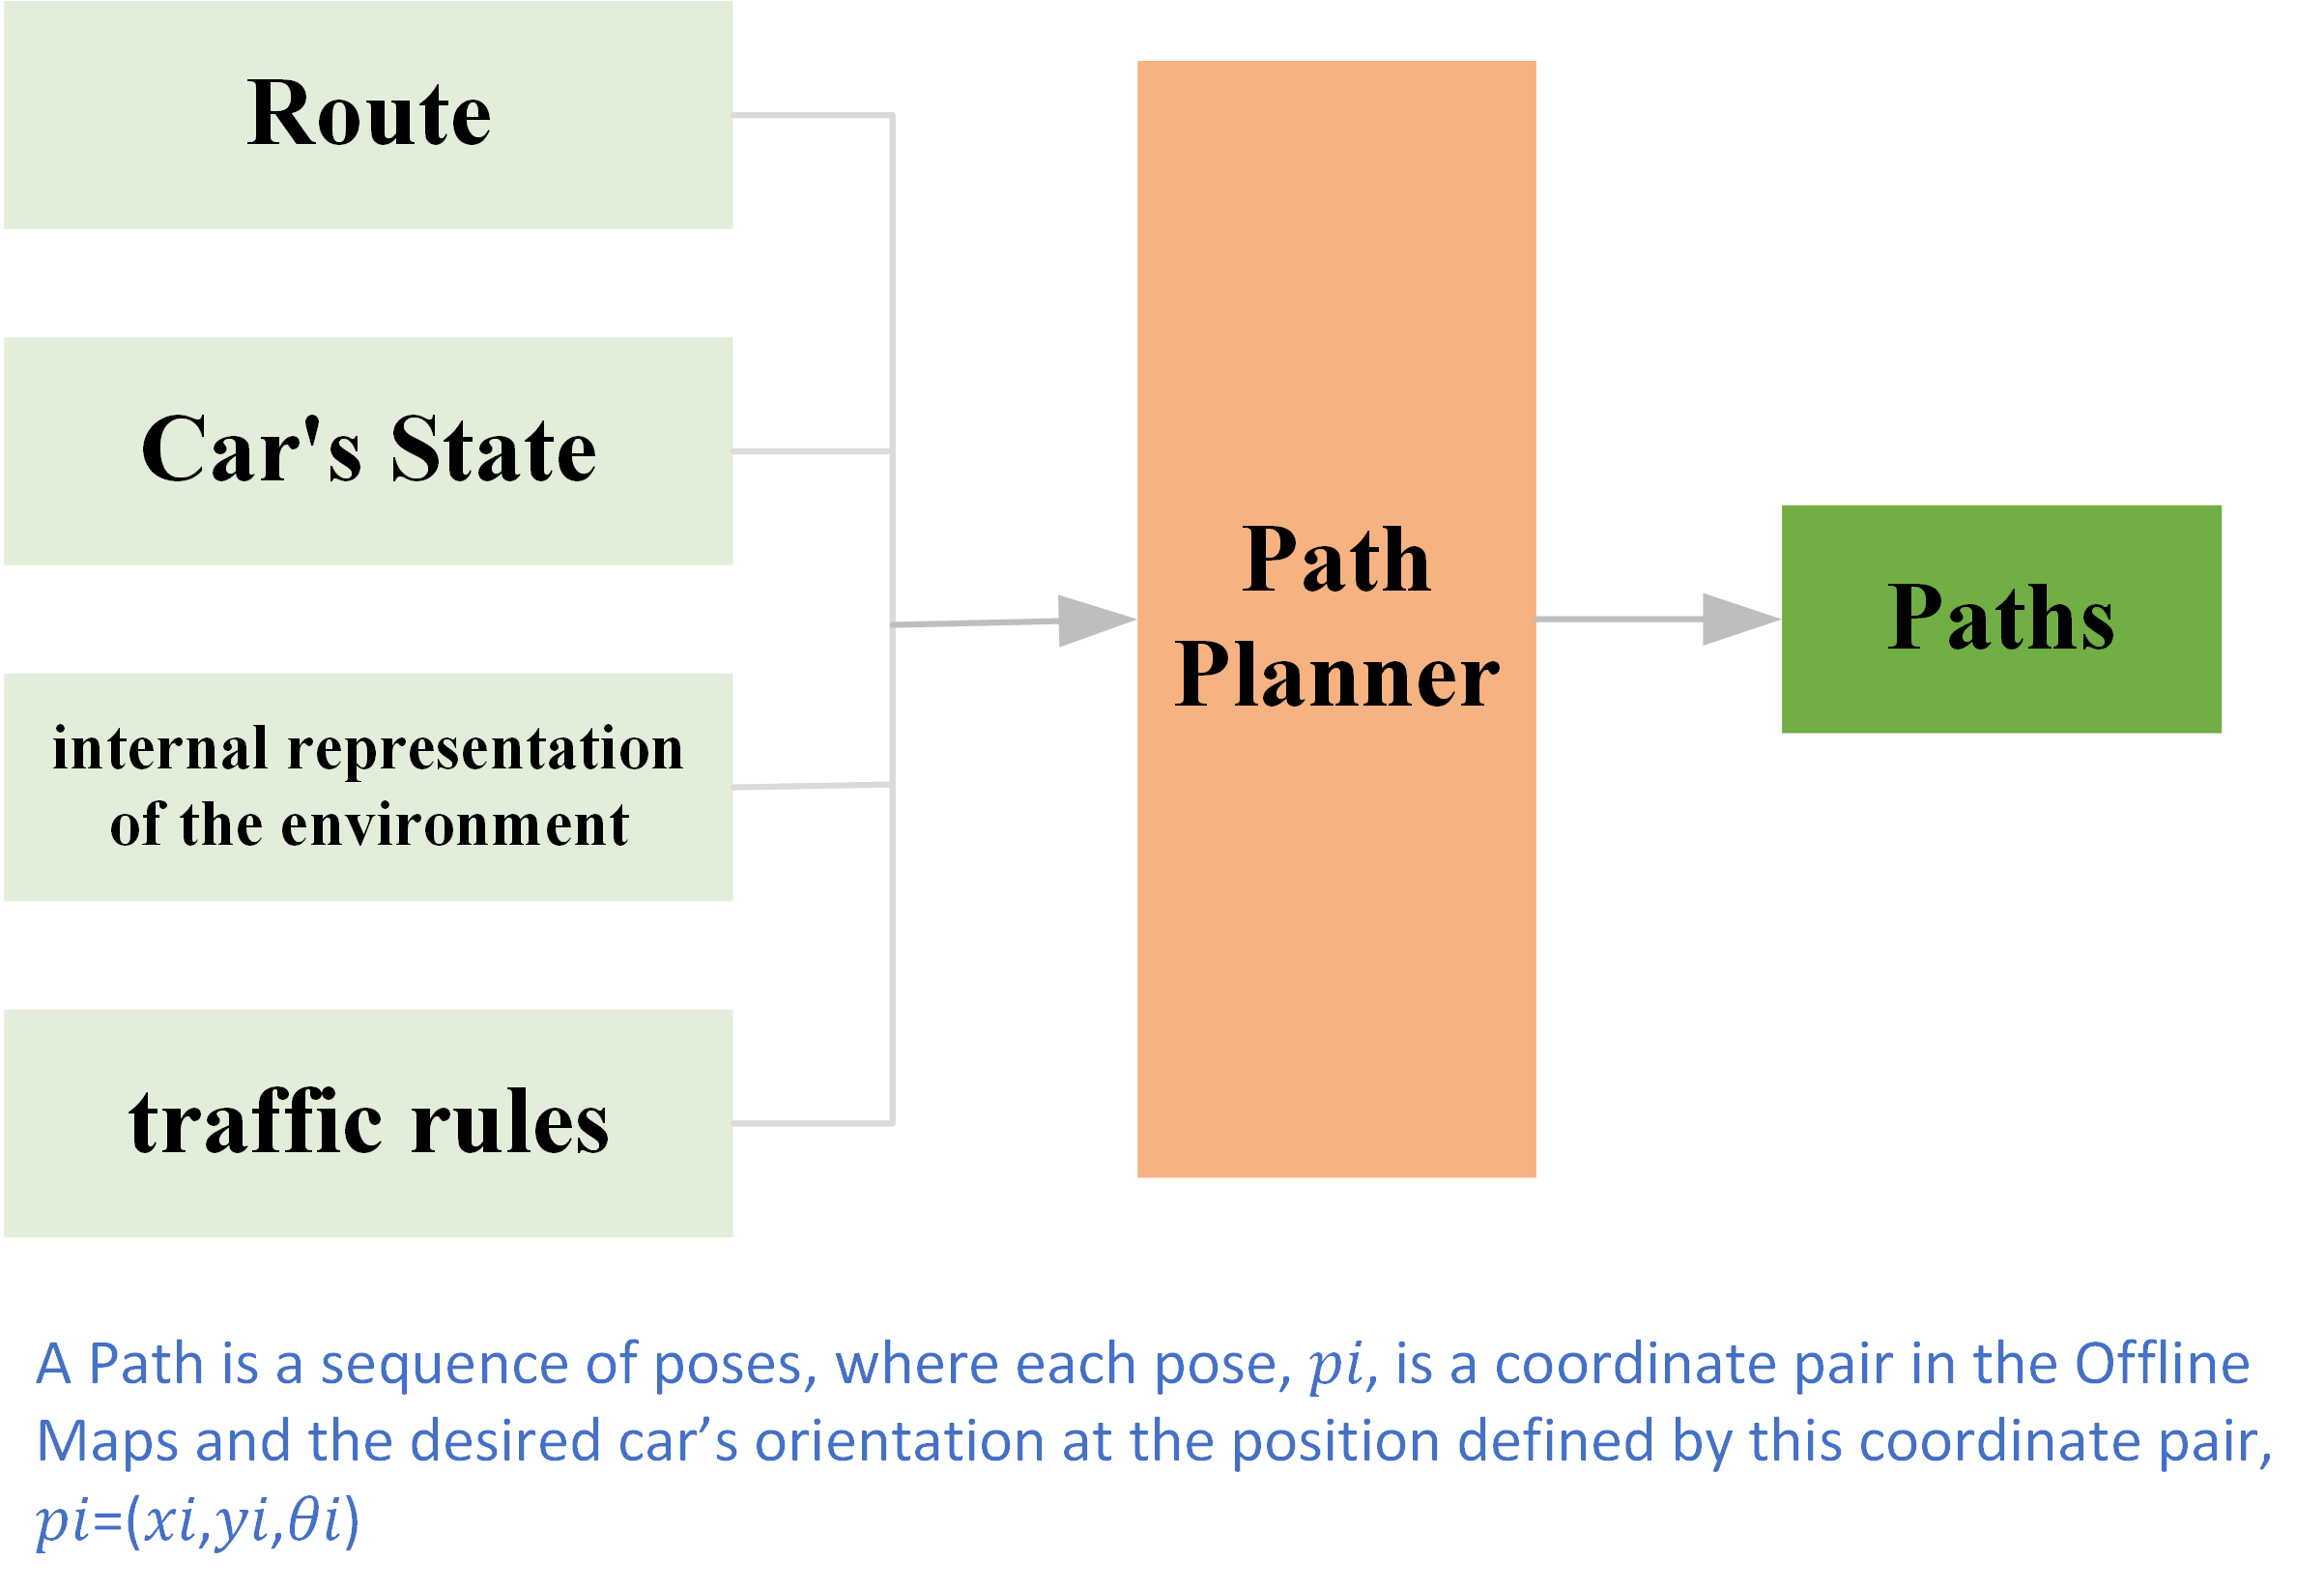 Route
Car's State
internal representation
of the environment
traffic rules
Path
Planner
Paths
A Path is a sequence of poses, where each pose, pi, is a coordinate pair in the Offline
Maps and the desired car’s orientation at the position defined by this coordinate pair,
pi=(xi,yi,θi)